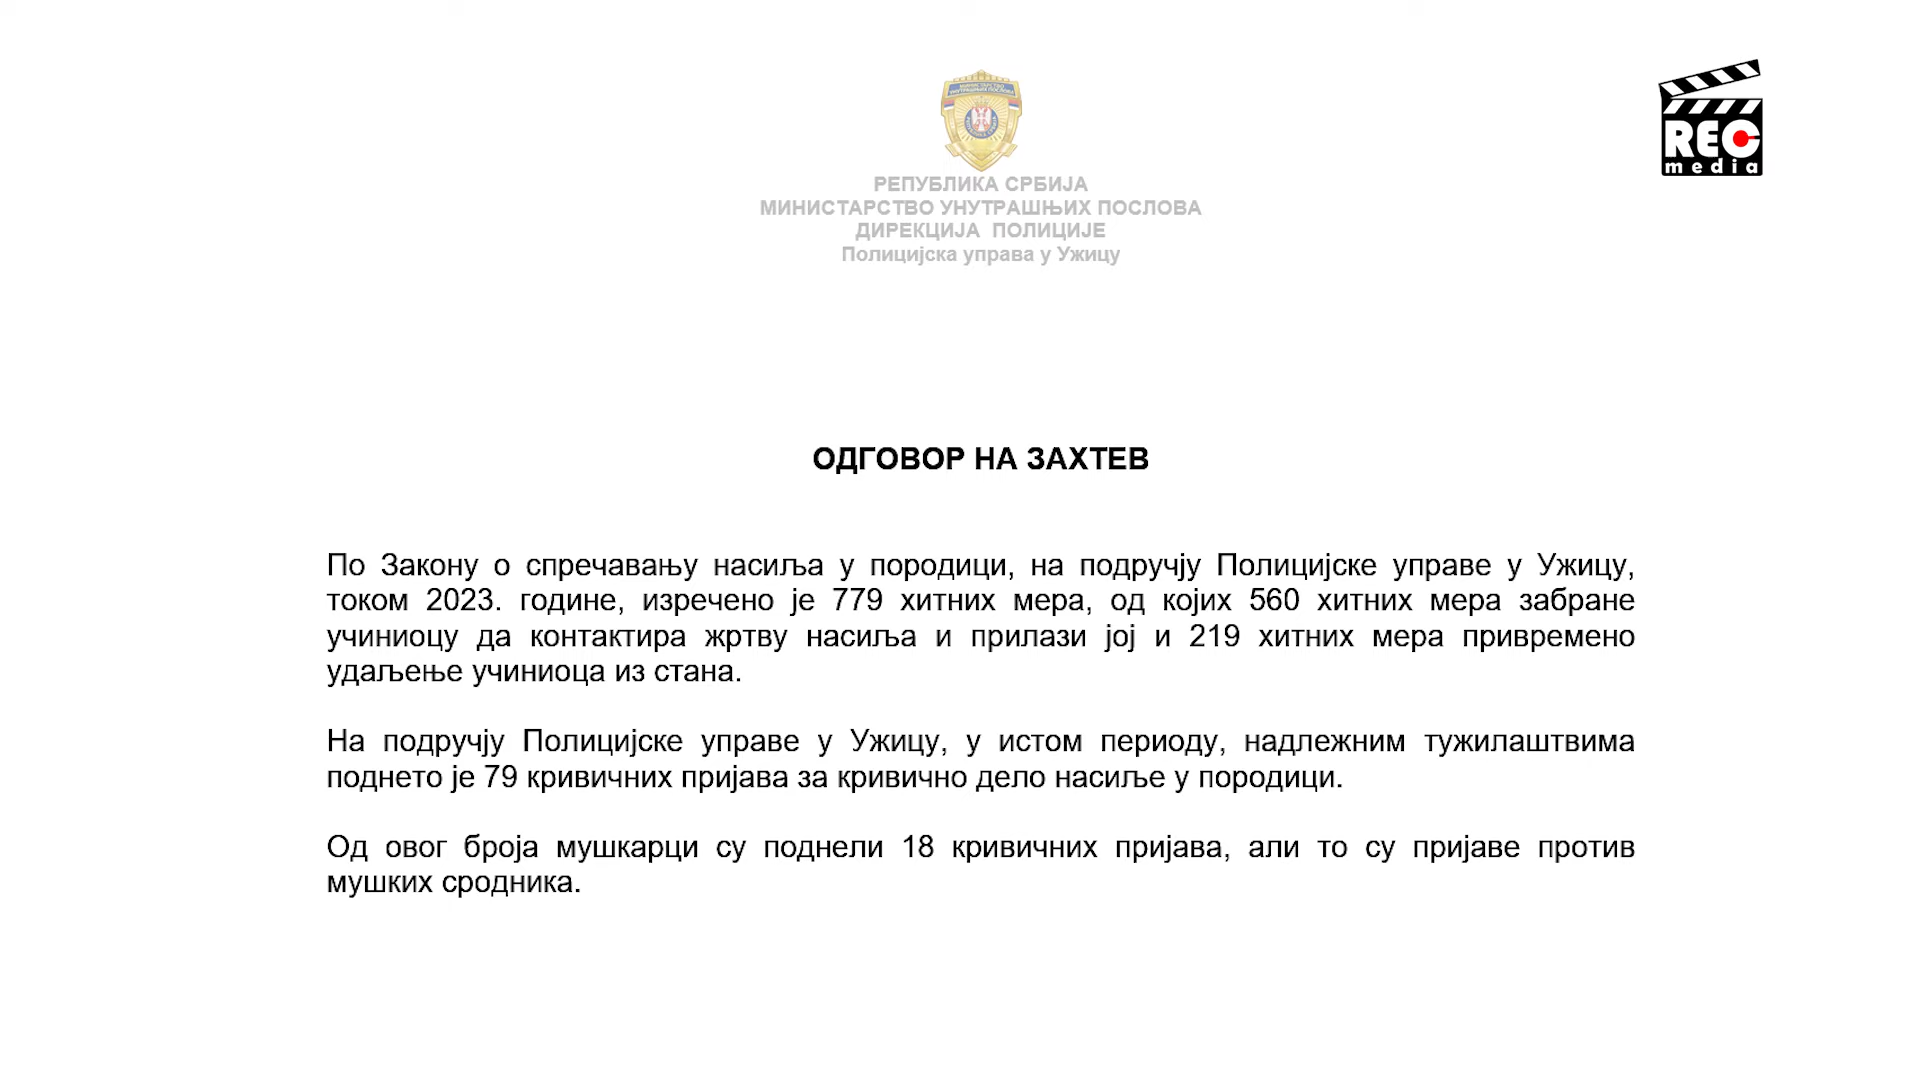 МИНИСТАРСТВО
УНУТРАШЊИХ ПОСЛОВА
РЕПУБЛИКА СРБИЈА
МИНИСТАРСТВО УНУТРАШЊИХ ПОСЛОВА
ДИРЕКЦИЈА ПОЛИЦИЈЕ
Полицијска управа у Ужицу
REC
media
ОДГОВОР НА ЗАХТЕВ
По Закону о спречавању насиља у породици, на подручју Полицијске управе у Ужицу,
током 2023. године, изречено је 779 хитних мера, од којих 560 хитних мера забране
учиниоцу да контактира жртву насиља и прилази јој и 219 хитних мера привремено
удаљење учиниоца из стана.
На подручју Полицијске управе у Ужицу, у истом периоду, надлежним тужилаштвима
поднето је 79 кривичних пријава за кривично дело насиље у породици.
Од овог броја мушкарци су поднели 18 кривичних пријава, али то су пријаве против
мушких сродника.